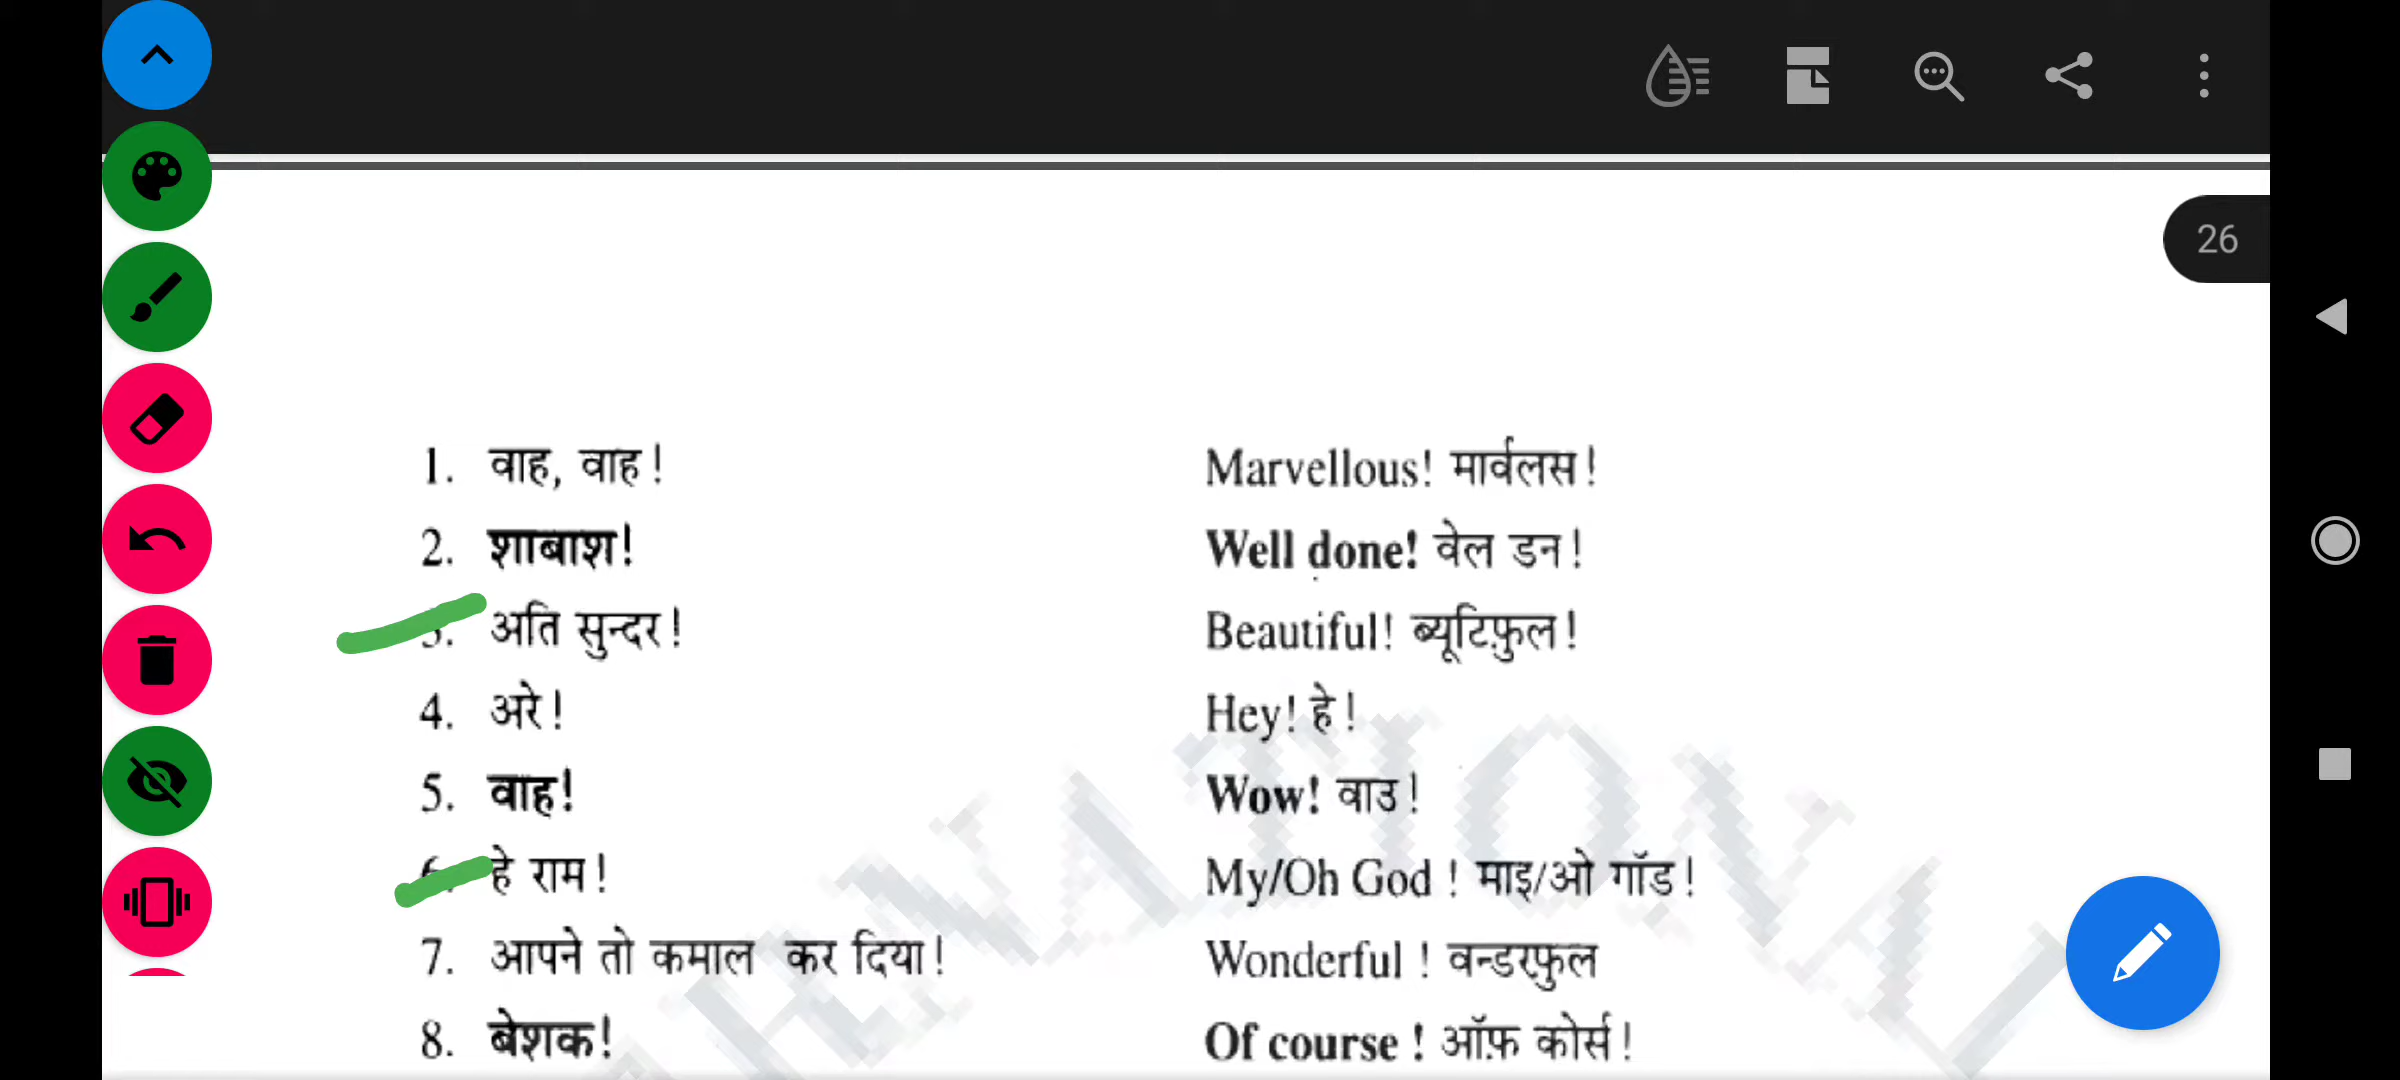 26
1. वाह, वाह! Marvellous! मार्वलस!
2. शाबाश! Well done! वेल डन!
3. अति सुन्दर! Beautiful! ब्यूटिफ़ुल!
4. अरे! Hey! हे!
5. वाह! Wow! वाउ!
6. हे राम! My/Oh God ! माइ/ओ गॉड!
7. आपने तो कमाल कर दिया! Wonderful ! वन्डरफुल
8. बेशक! Of course ! ऑफ़ कोर्स!